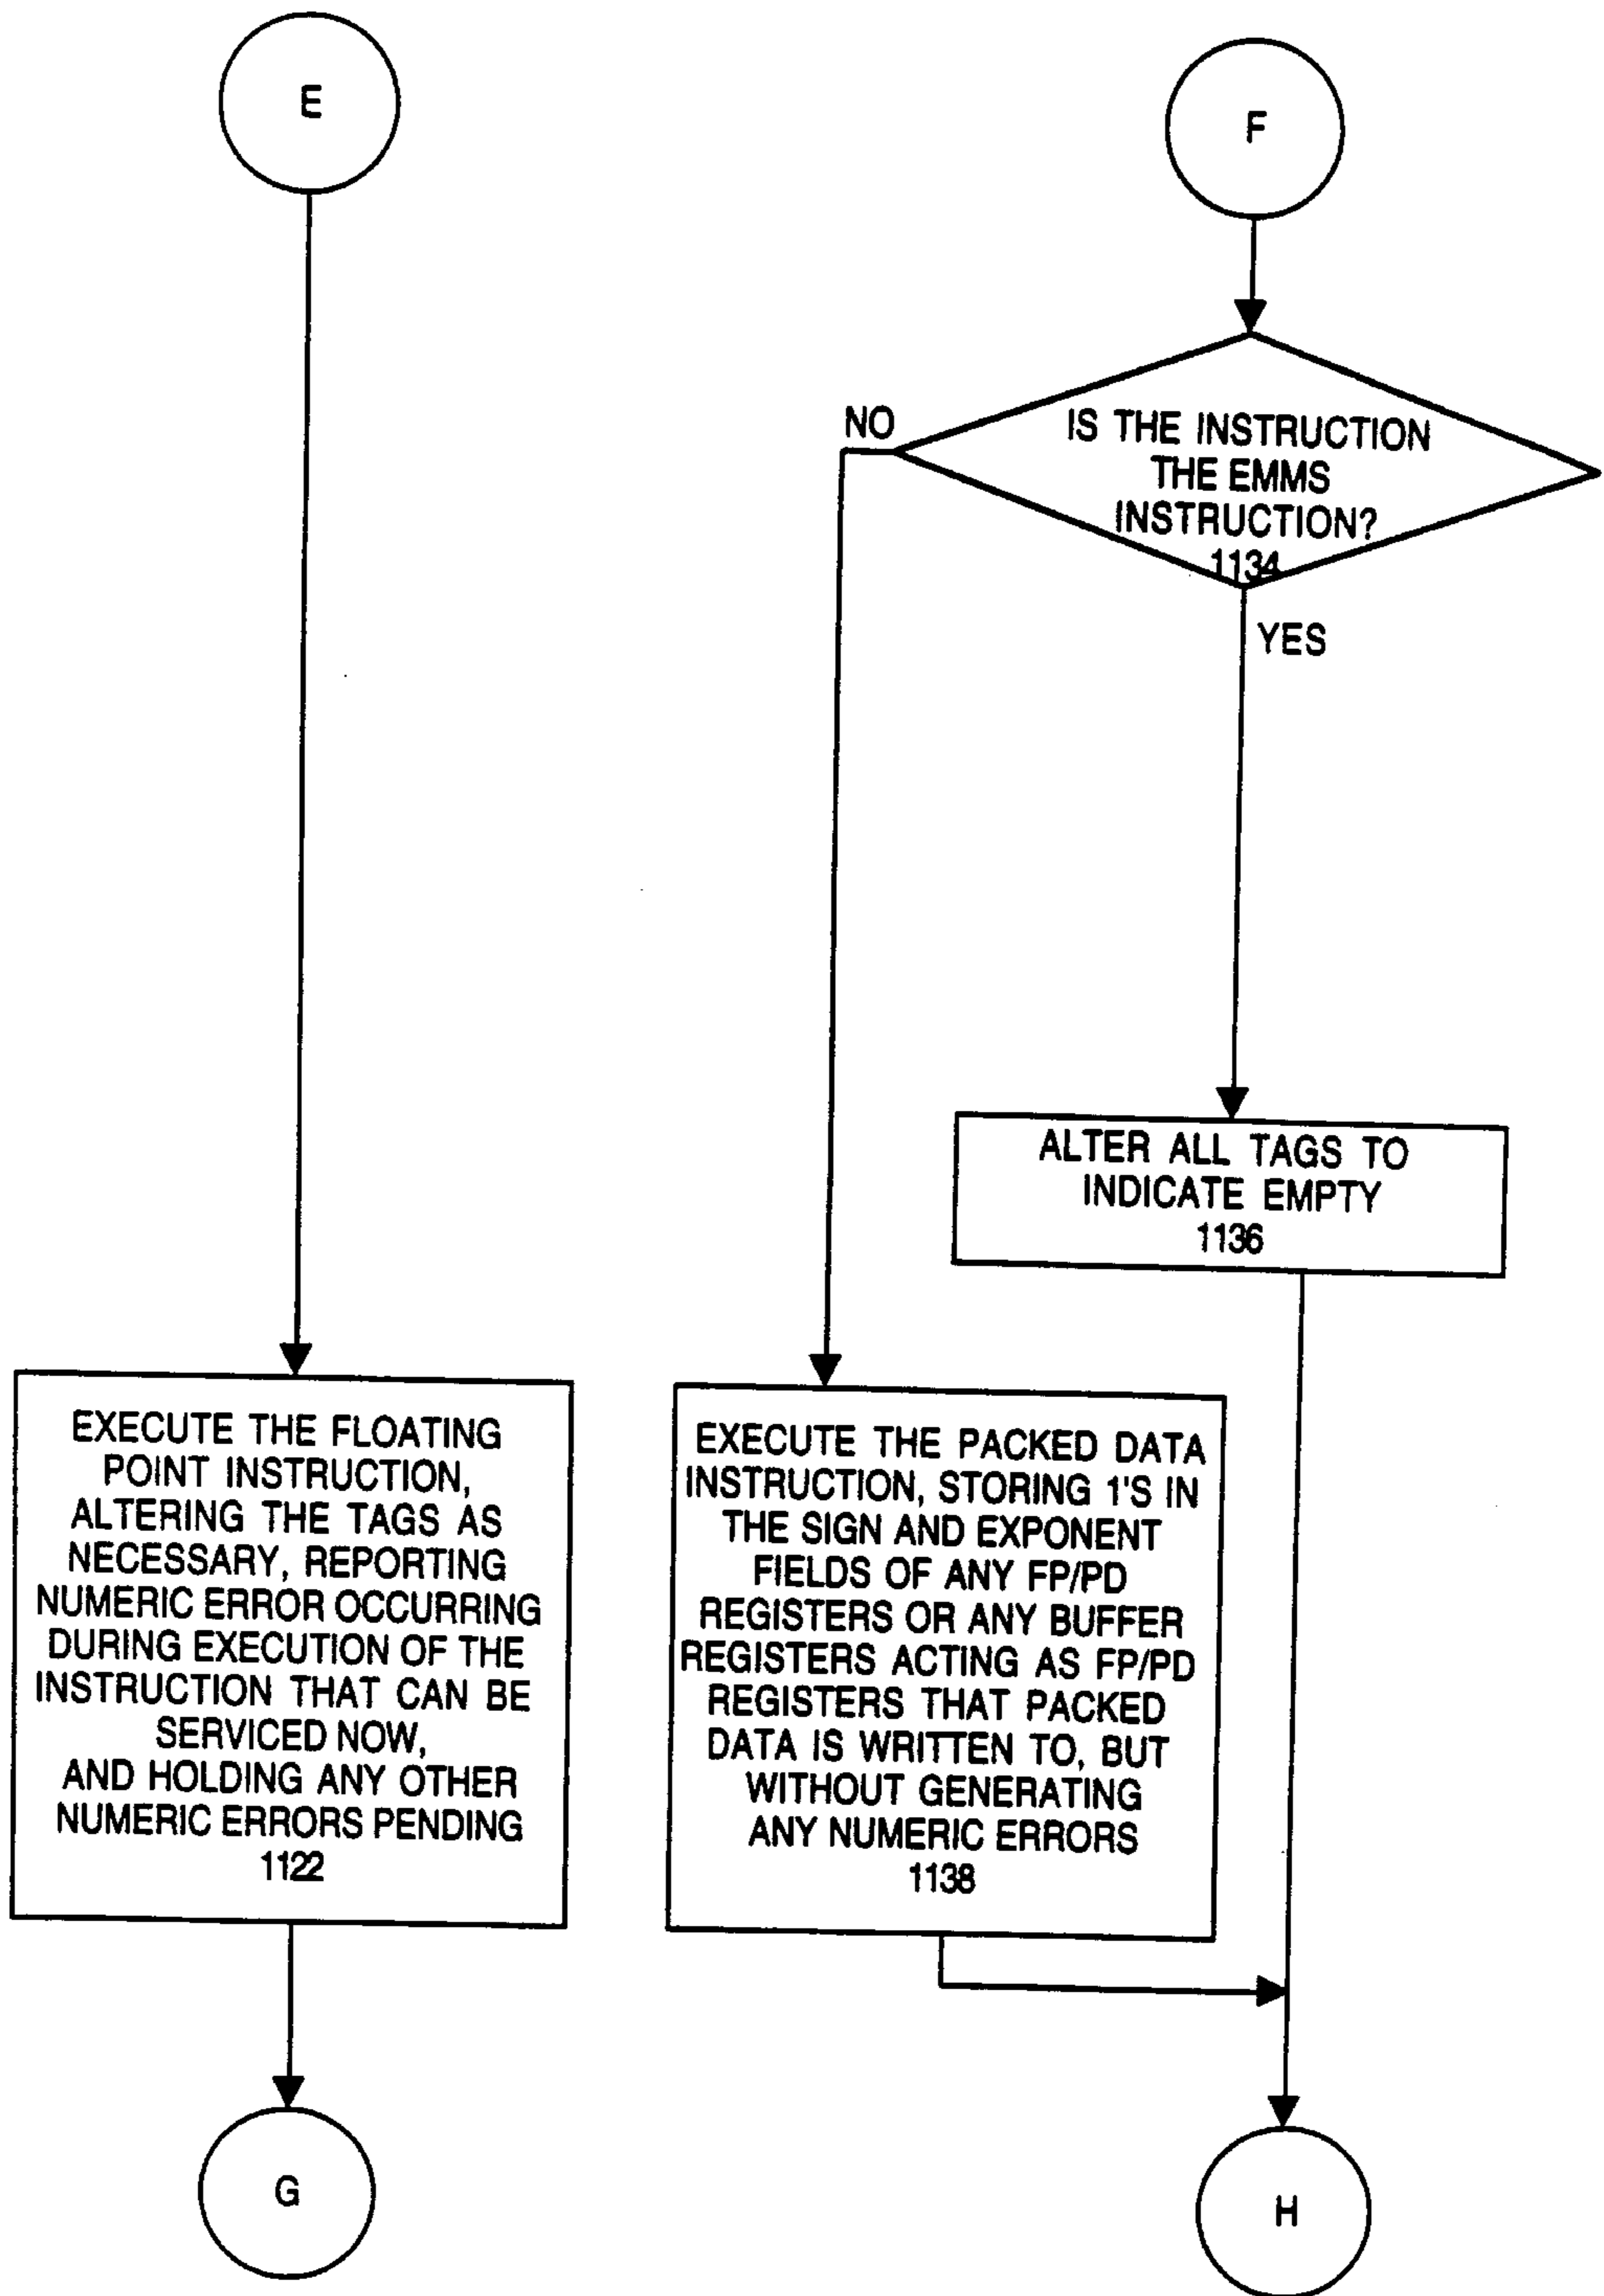 E
F
NO
IS THE INSTRUCTION
THE EMMS
INSTRUCTION?
1134
YES
ALTER ALL TAGS TO
INDICATE EMPTY
1136
EXECUTE THE FLOATING
POINT INSTRUCTION,
ALTERING THE TAGS AS
NECESSARY, REPORTING
NUMERIC ERROR OCCURRING
DURING EXECUTION OF THE
INSTRUCTION THAT CAN BE
SERVICED NOW,
AND HOLDING ANY OTHER
NUMERIC ERRORS PENDING
1122
EXECUTE THE PACKED DATA
INSTRUCTION, STORING 1'S IN
THE SIGN AND EXPONENT
FIELDS OF ANY FP/PD
REGISTERS OR ANY BUFFER
REGISTERS ACTING AS FP/PD
REGISTERS THAT PACKED
DATA IS WRITTEN TO, BUT
WITHOUT GENERATING
ANY NUMERIC ERRORS
1138
G
H